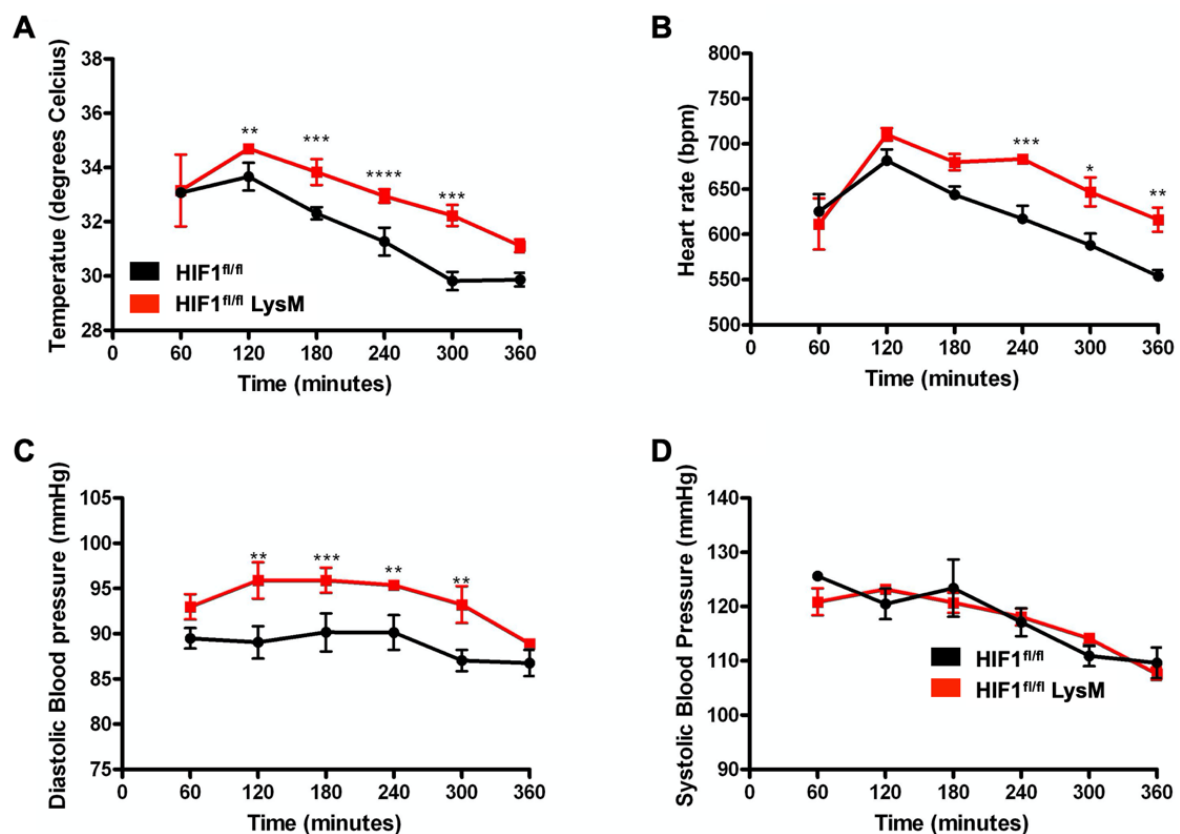 A
Temperatue (degrees Celcius)
38
36
34
32
30
28
** *** **** ***
HIF1fl/fl
HIF1fl/fl LysM
0 60 120 180 240 300 360
Time (minutes)
B
Heart rate (bpm)
800
750
700
650
600
550
500
*** * **
0 60 120 180 240 300 360
Time (minutes)
C
Diastolic Blood pressure (mmHg)
105
100
95
90
85
80
75
** *** ** **
0 60 120 180 240 300 360
Time (minutes)
D
Systolic Blood Pressure (mmHg)
140
130
120
110
100
90
HIF1fl/fl
HIF1fl/fl LysM
0 60 120 180 240 300 360
Time (minutes)